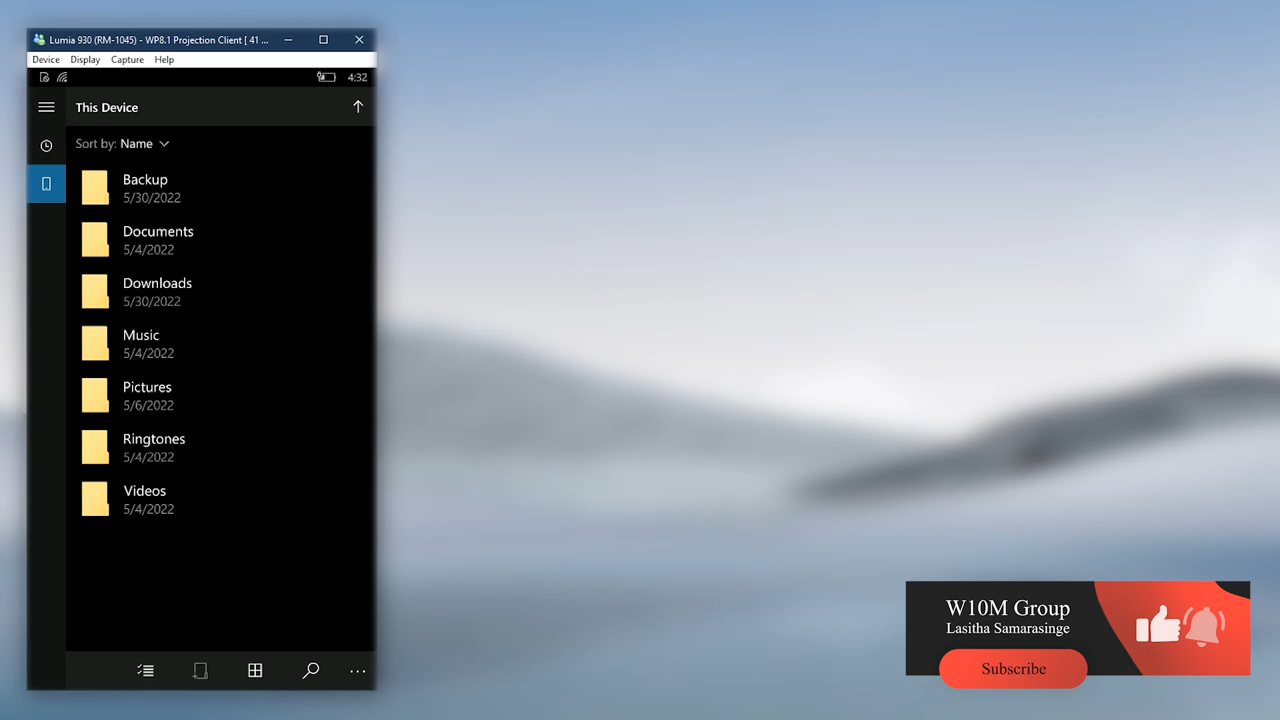 Lumia 930 (RM-1045) - WP8.1 Projection Client [ 41 ...
Device Display Capture Help
4:32
This Device
Sort by: Name
Backup
5/30/2022
Documents
5/4/2022
Downloads
5/30/2022
Music
5/4/2022
Pictures
5/6/2022
Ringtones
5/4/2022
Videos
5/4/2022
W10M Group
Lasitha Samarasinge
Subscribe